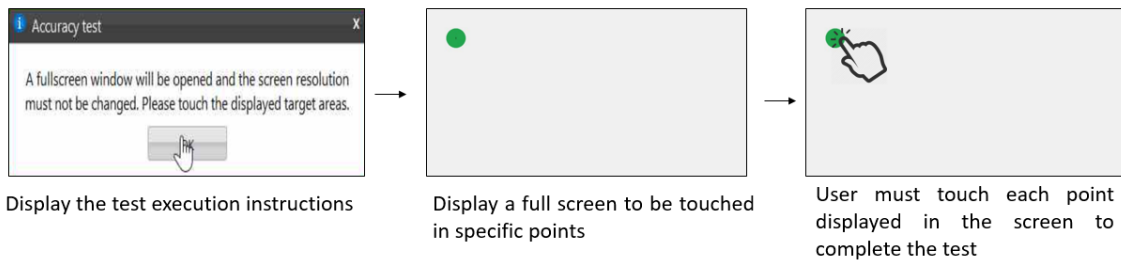 Accuracy test
X
A fullscreen window will be opened and the screen resolution
must not be changed. Please touch the displayed target areas.
Display the test execution instructions
Display a full screen to be touched
in specific points
User must touch each point
displayed in the screen to
complete the test